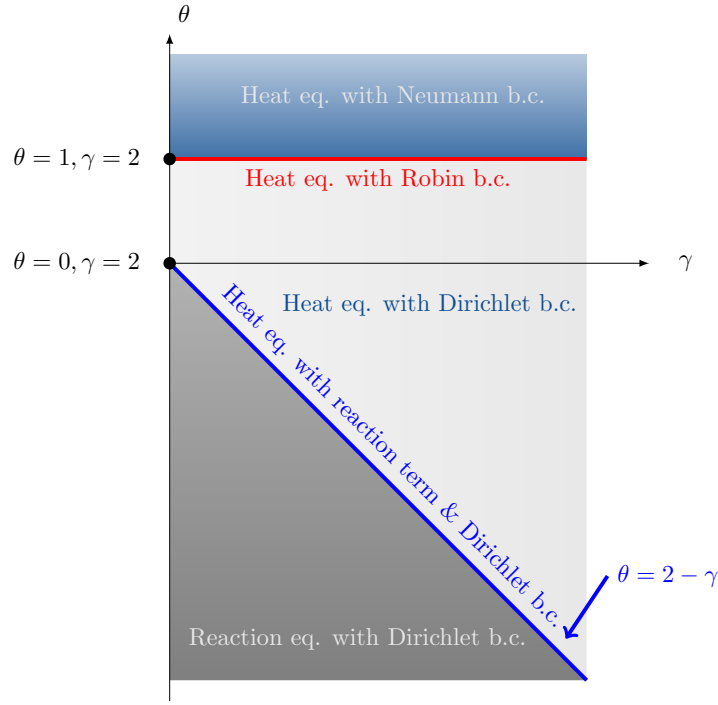 θ
Heat eq. with Neumann b.c.
θ = 1, γ = 2
Heat eq. with Robin b.c.
θ = 0, γ = 2
γ
Heat eq. with Dirichlet b.c.
Heat eq. with reaction term & Dirichlet b.c.
θ = 2 − γ
Reaction eq. with Dirichlet b.c.